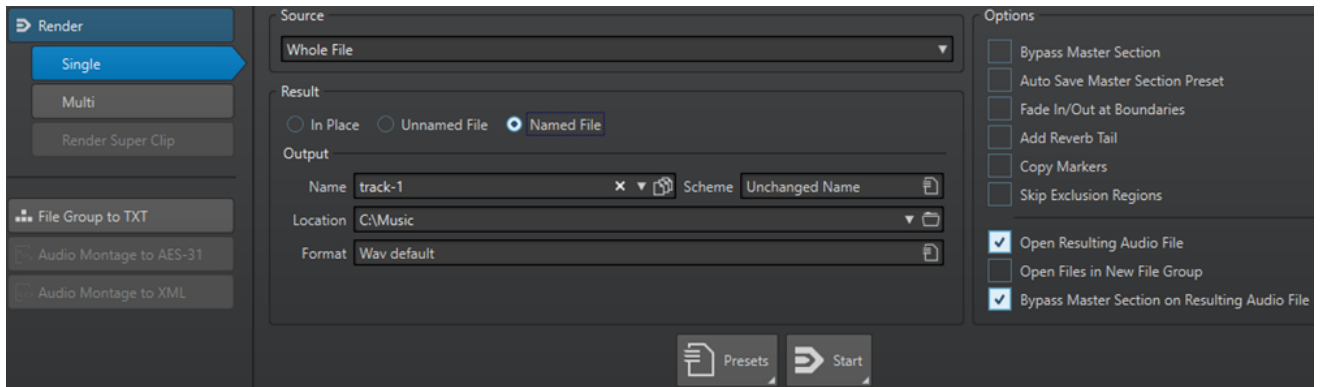 Render
Single
Multi
Render Super Clip
File Group to TXT
Audio Montage to AES-31
Audio Montage to XML
Source
Whole File
Result
In Place Unnamed File Named File
Output
Name track-1 Scheme Unchanged Name
Location C:\Music
Format Wav default
Presets Start
Options
Bypass Master Section
Auto Save Master Section Preset
Fade In/Out at Boundaries
Add Reverb Tail
Copy Markers
Skip Exclusion Regions
Open Resulting Audio File
Open Files in New File Group
Bypass Master Section on Resulting Audio File